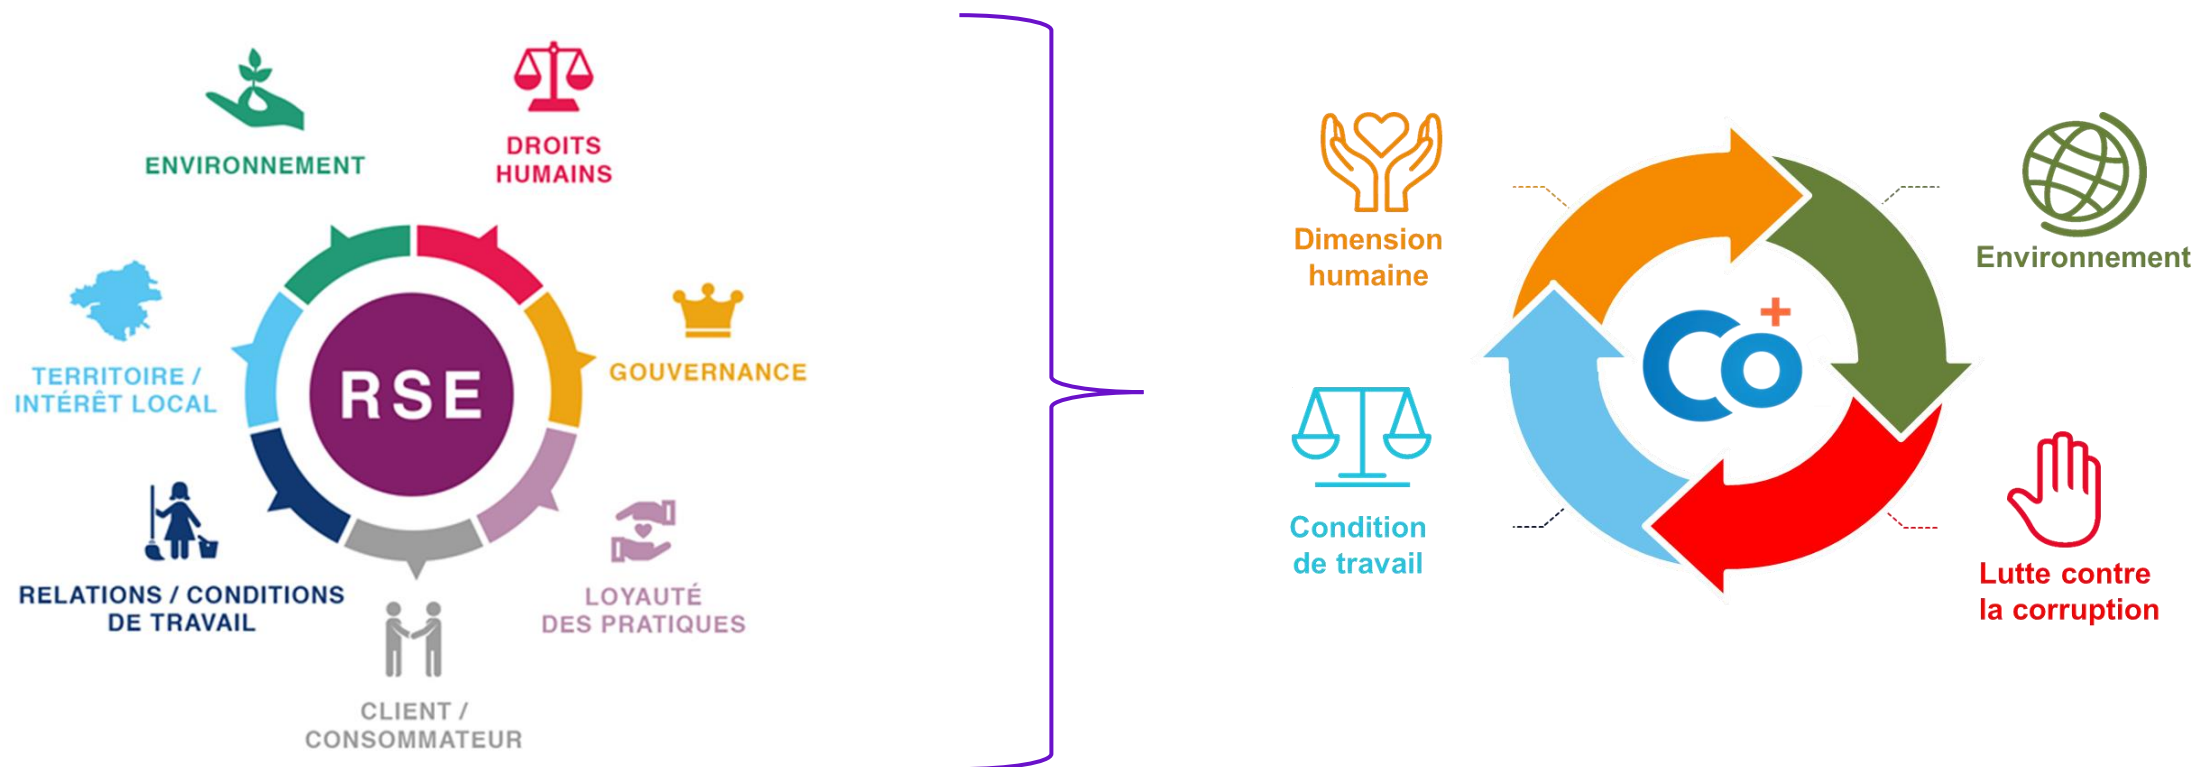 ENVIRONNEMENT
DROITS
HUMAINS
GOUVERNANCE
TERRITOIRE /
INTÉRÊT LOCAL
RSE
RELATIONS / CONDITIONS
DE TRAVAIL
LOYAUTÉ
DES PRATIQUES
CLIENT /
CONSOMMATEUR
Dimension
humaine
Environnement
Co+
Condition
de travail
Lutte contre
la corruption